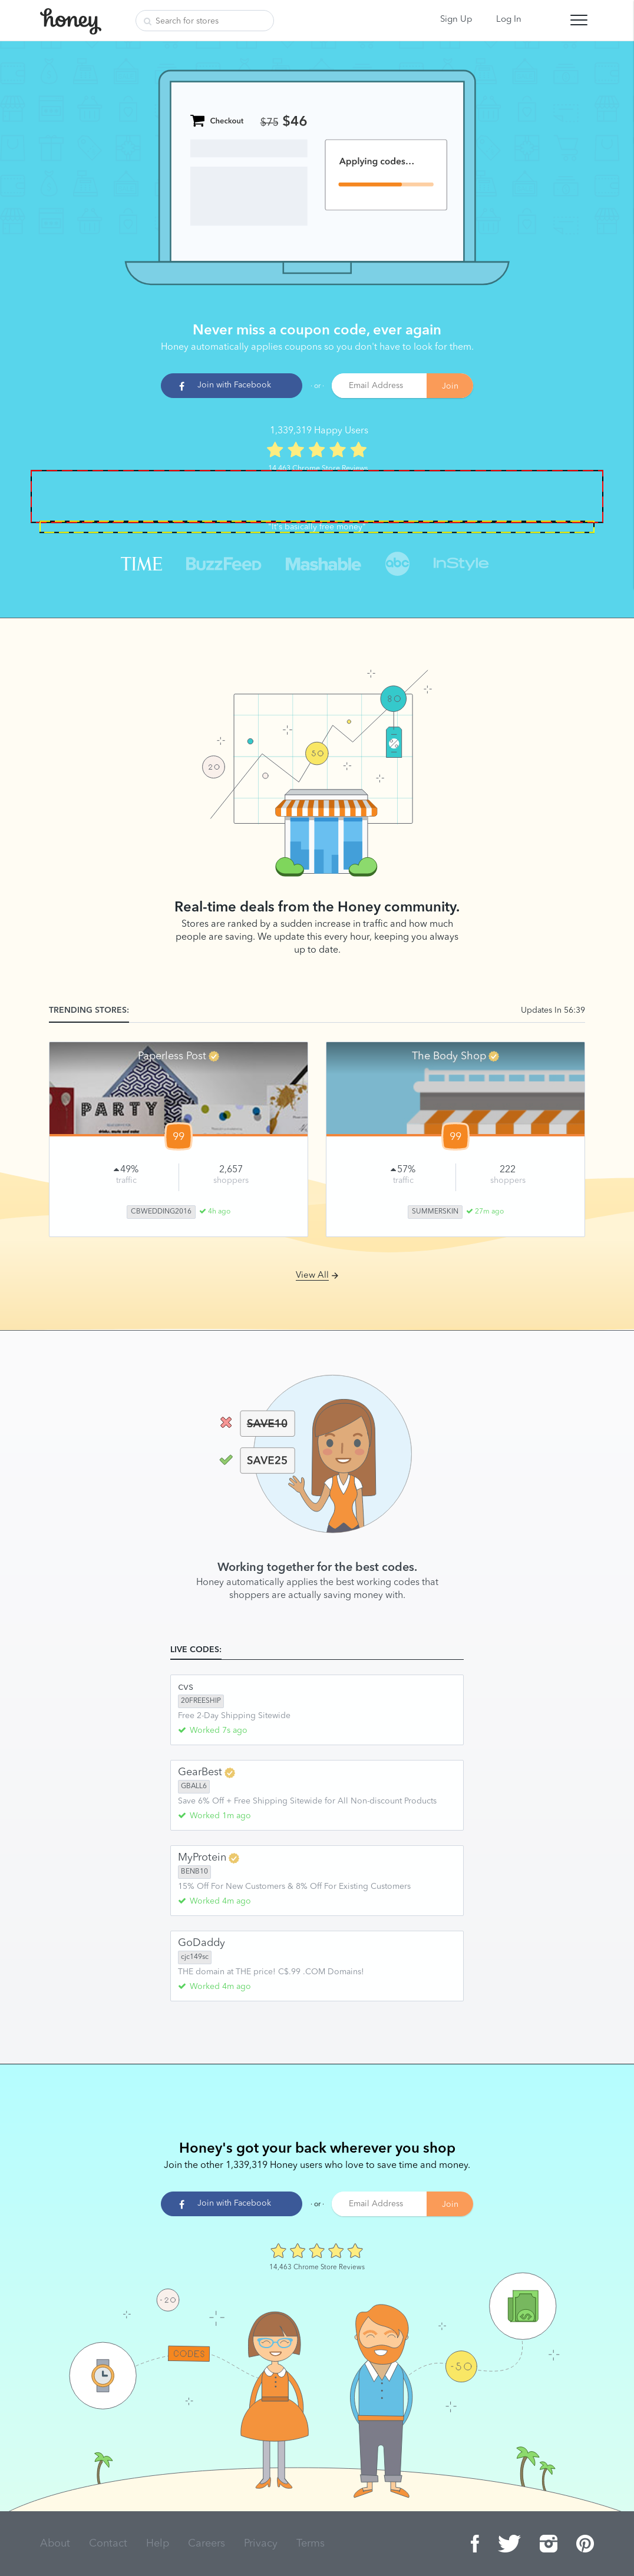 honey
Search for stores
Sign Up
Log In
Checkout
$75 $46
Applying codes...
Never miss a coupon code, ever again
Honey automatically applies coupons so you don't have to look for them.
Join with Facebook
· or ·
Email Address
Join
1,339,319 Happy Users
14,463 Chrome Store Reviews
"It's basically free money"
TIME
BuzzFeed
Mashable
abc
InStyle
80
50
20
Real-time deals from the Honey community.
Stores are ranked by a sudden increase in traffic and how much
people are saving. We update this every hour, keeping you always
up to date.
TRENDING STORES:
Updates In 56:39
Paperless Post
PARTY
99
49%
traffic
2,657
shoppers
CBWEDDING2016
4h ago
The Body Shop
99
57%
traffic
222
shoppers
SUMMERSKIN
27m ago
View All
SAVE10
SAVE25
Working together for the best codes.
Honey automatically applies the best working codes that
shoppers are actually saving money with.
LIVE CODES:
CVS
20FREESHIP
Free 2-Day Shipping Sitewide
Worked 7s ago
GearBest
GBALL6
Save 6% Off + Free Shipping Sitewide for All Non-discount Products
Worked 1m ago
MyProtein
BENB10
15% Off For New Customers & 8% Off For Existing Customers
Worked 4m ago
GoDaddy
cjc149sc
THE domain at THE price! C$.99 .COM Domains!
Worked 4m ago
Honey's got your back wherever you shop
Join the other 1,339,319 Honey users who love to save time and money.
Join with Facebook
· or ·
Email Address
Join
14,463 Chrome Store Reviews
-20
CODES
-50
About
Contact
Help
Careers
Privacy
Terms